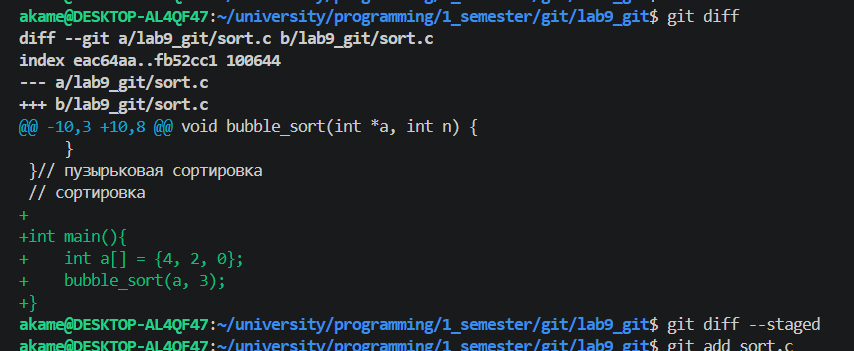 akame@DESKTOP-AL4QF47:~/university/programming/1_semester/git/lab9_git$ git diff
diff --git a/lab9_git/sort.c b/lab9_git/sort.c
index eac64aa..fb52cc1 100644
--- a/lab9_git/sort.c
+++ b/lab9_git/sort.c
@@ -10,3 +10,8 @@ void bubble_sort(int *a, int n) {
     }
 }// пузырьковая сортировка
 // сортировка
+
+int main(){
+    int a[] = {4, 2, 0};
+    bubble_sort(a, 3);
+}
akame@DESKTOP-AL4QF47:~/university/programming/1_semester/git/lab9_git$ git diff --staged
akame@DESKTOP-AL4QF47:~/university/programming/1_semester/git/lab9_git$ git add sort.c